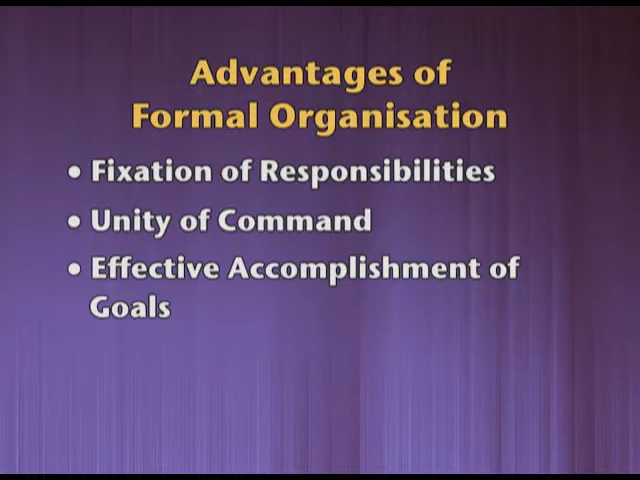 Advantages of
Formal Organisation
• Fixation of Responsibilities
• Unity of Command
• Effective Accomplishment of
Goals